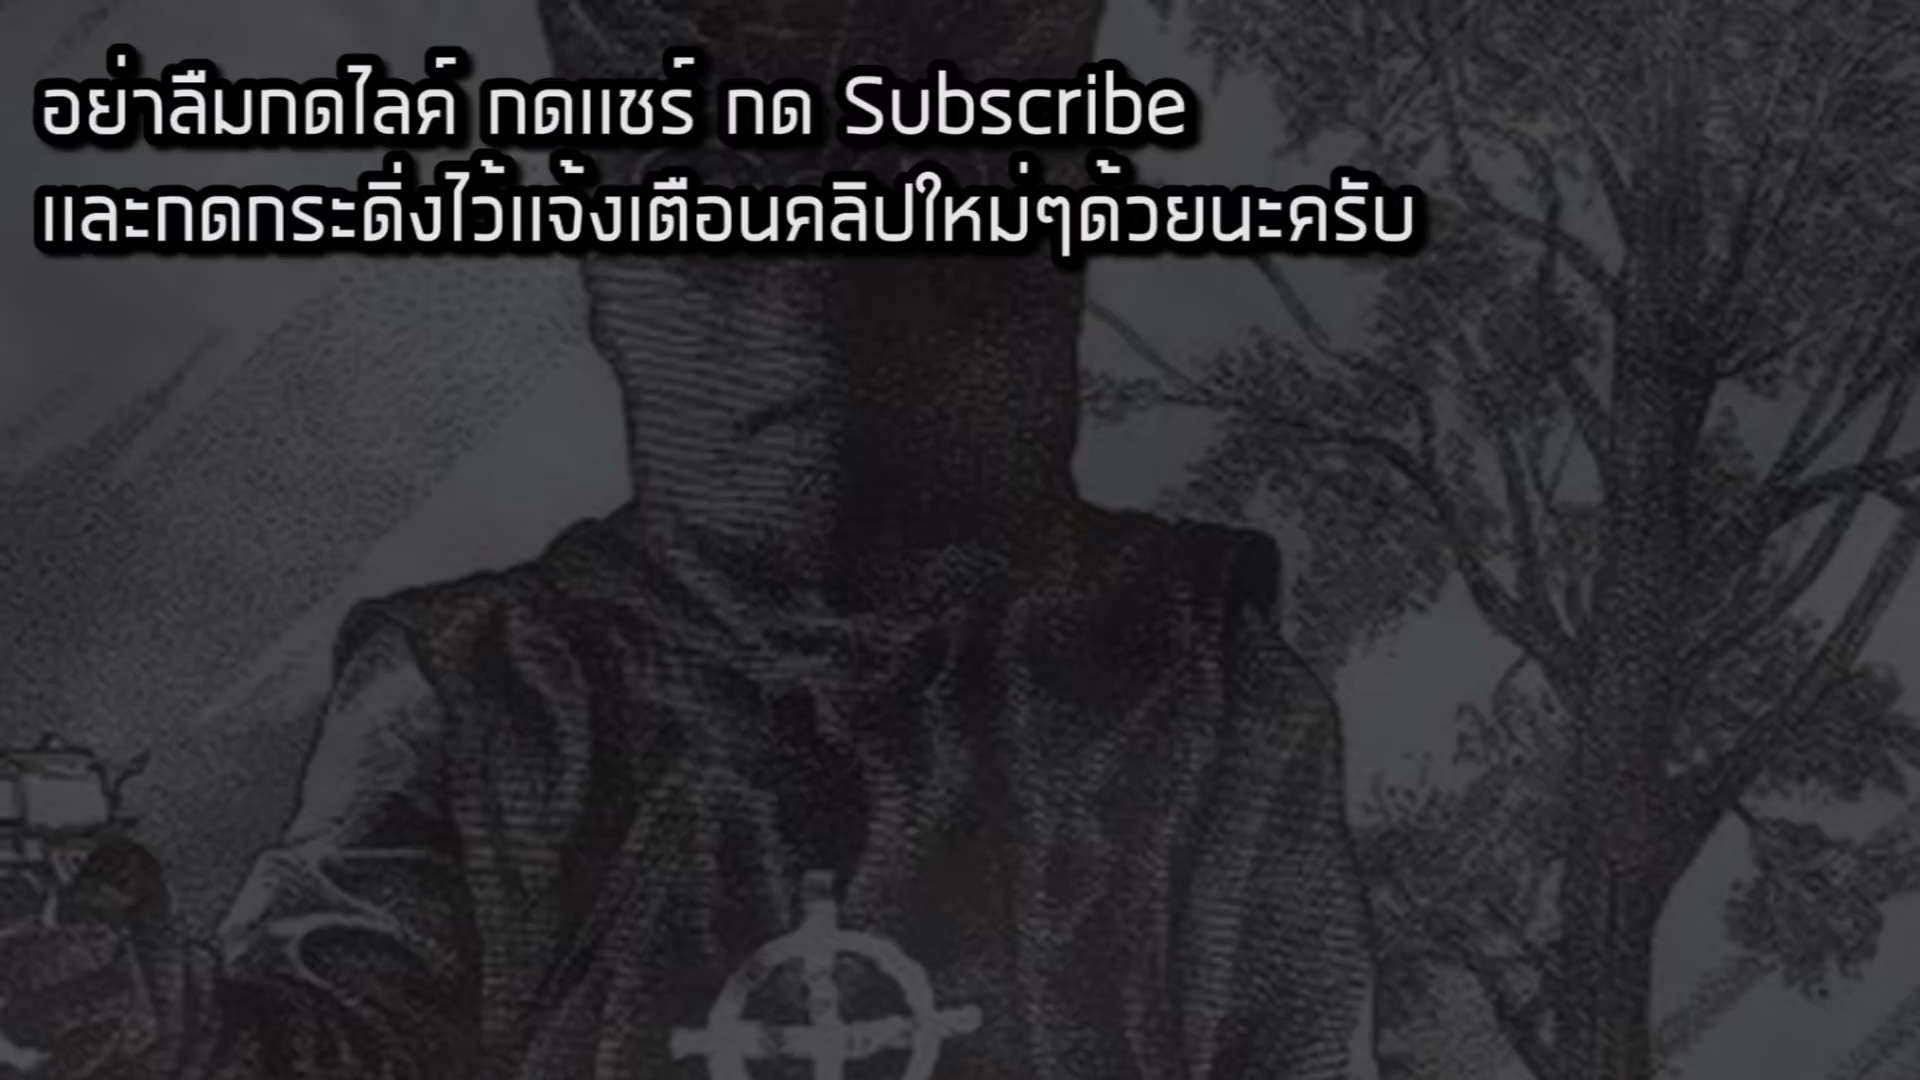 อย่าลืมกดไลค์ กดแชร์ กด Subscribe
และกดกระดิ่งไว้แจ้งเตือนคลิปใหม่ๆด้วยนะครับ